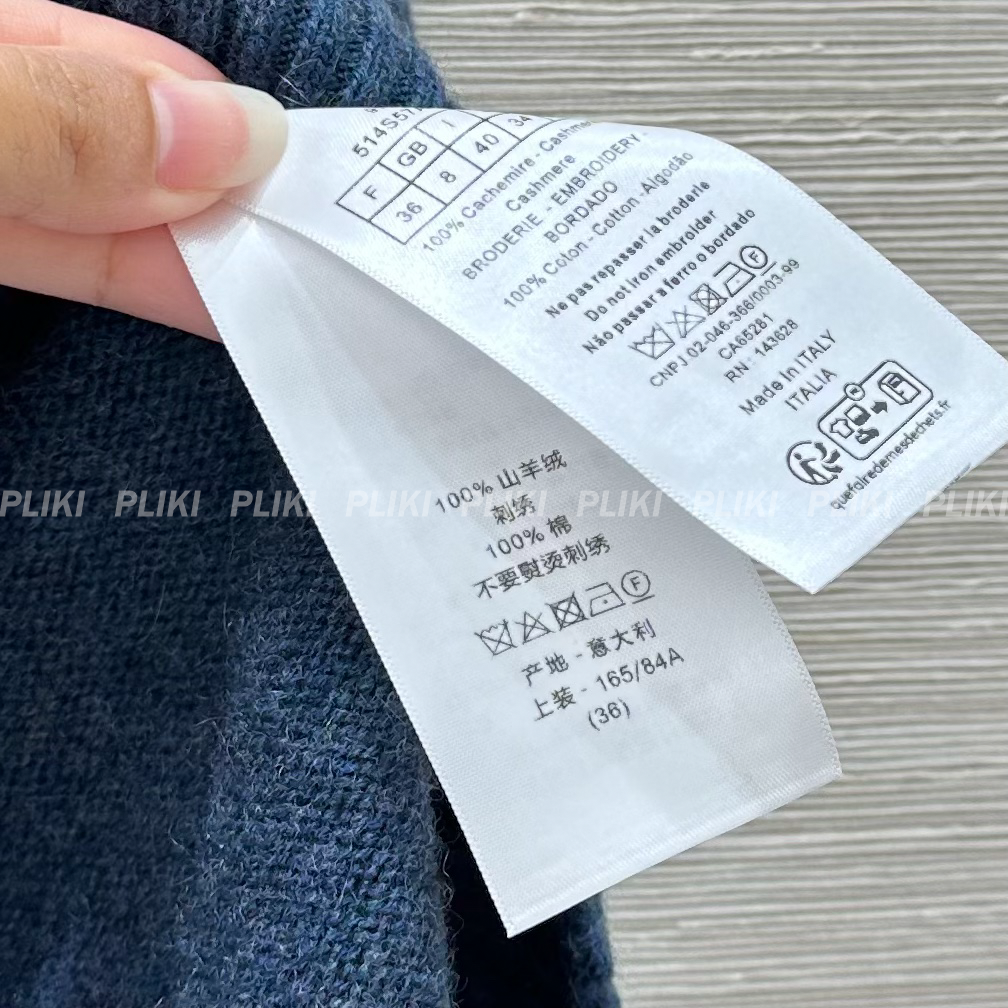 514S57
F GB I
36 8 40 34
100% Cachemire - Cashmere
Cashmere
BRODERIE - EMBROIDERY -
BORDADO
100% Coton - Cotton - Algodão
Ne pas repasser la broderie
Do not iron embroider
Não passar a ferro o bordado
F
CNPJ 02-046-366/0003-99
CA65281
RN : 143628
Made In ITALY
ITALIA
quefairedemesdechets.fr
100% 山羊绒
刺绣
100% 棉
不要熨烫刺绣
F
产地 - 意大利
上装 - 165/84A
(36)
PLIKI PLIKI PLIKI PLIKI PLIKI PLIKI PLIKI PLIKI PLIKI